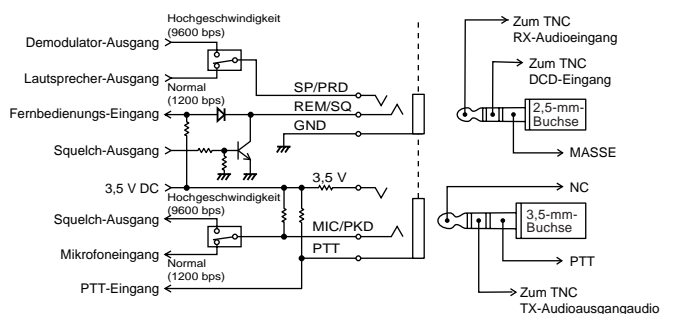 Hochgeschwindigkeit
(9600 bps)
Demodulator-Ausgang
Lautsprecher-Ausgang
Normal
(1200 bps)
SP/PRD
Fernbedienungs-Eingang
REM/SQ
GND
Squelch-Ausgang
3,5 V DC
3,5 V
Hochgeschwindigkeit
(9600 bps)
Squelch-Ausgang
MIC/PKD
Mikrofoneingang
Normal
(1200 bps)
PTT
PTT-Eingang
Zum TNC
RX-Audioeingang
Zum TNC
DCD-Eingang
2,5-mm-
Buchse
MASSE
NC
3,5-mm-
Buchse
PTT
Zum TNC
TX-Audioausgangaudio